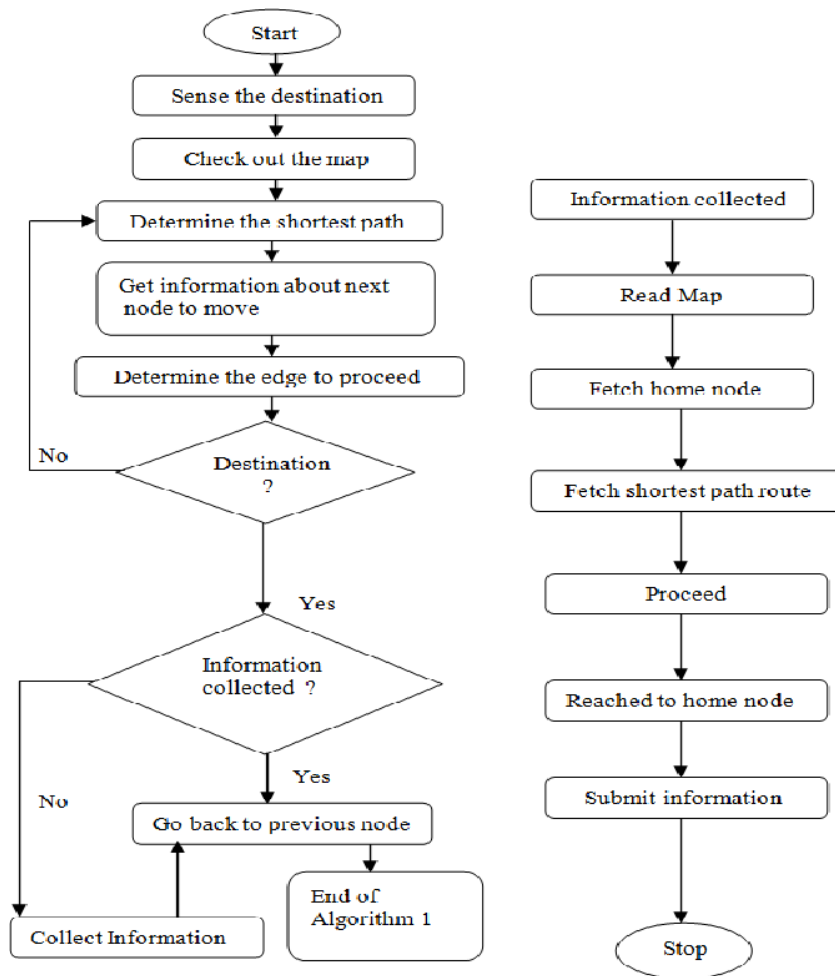 Start
Sense the destination
Check out the map
Determine the shortest path
Get information about next
node to move
Determine the edge to proceed
No
Destination
?
Yes
Information
collected ?
No
Yes
Go back to previous node
Collect Information
End of
Algorithm 1
Information collected
Read Map
Fetch home node
Fetch shortest path route
Proceed
Reached to home node
Submit information
Stop